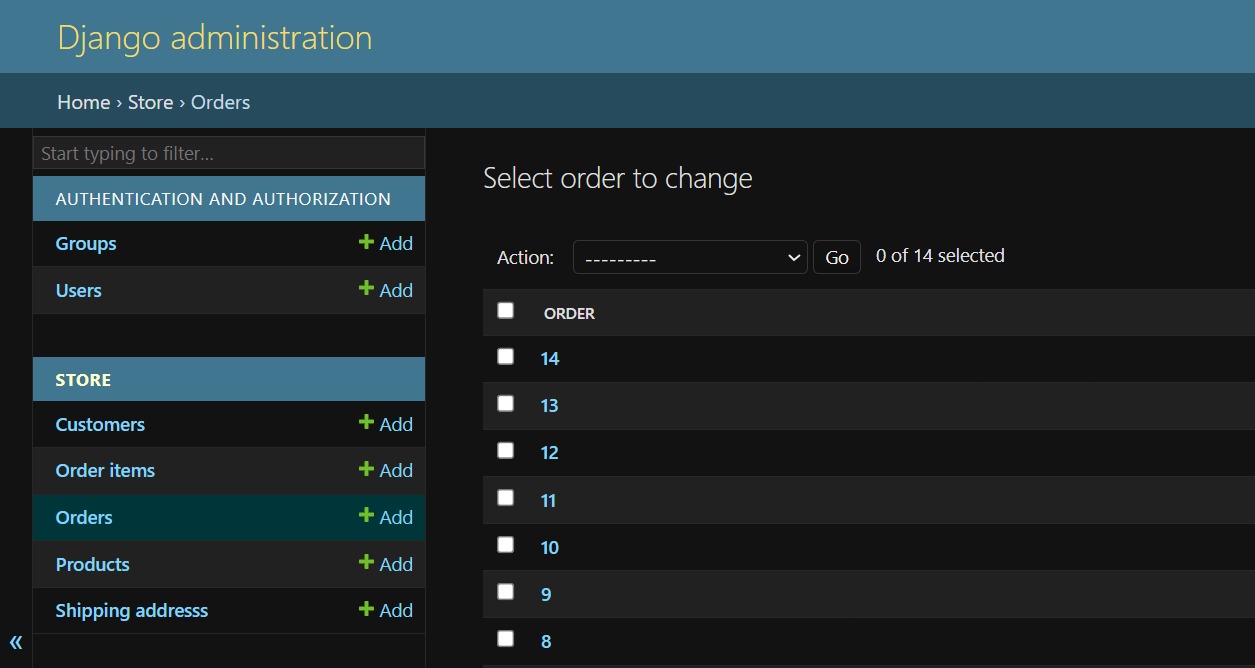 Django administration
Home › Store › Orders
Start typing to filter...
AUTHENTICATION AND AUTHORIZATION
Groups + Add
Users + Add
STORE
Customers + Add
Order items + Add
Orders + Add
Products + Add
Shipping addresss + Add
«
Select order to change
Action: --------- Go 0 of 14 selected
ORDER
14
13
12
11
10
9
8